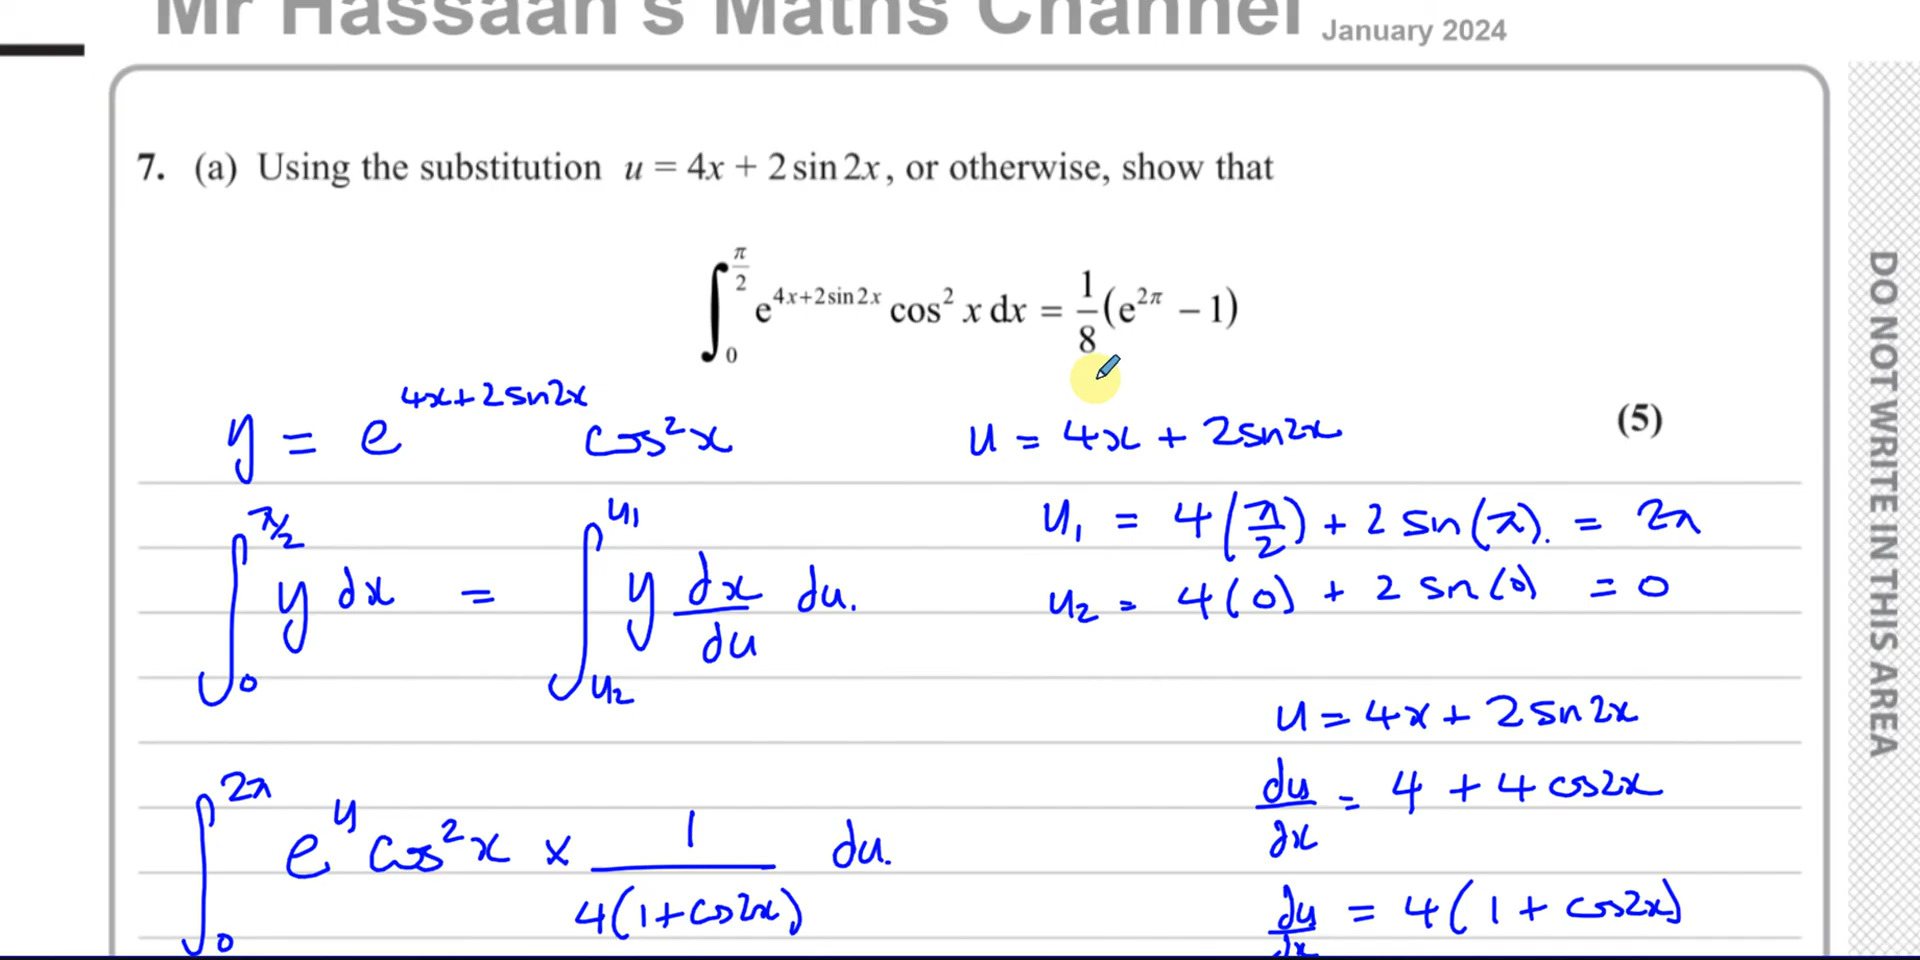 Mr Hassaan's Maths Channel January 2024
7. (a) Using the substitution u = 4x + 2 sin 2x, or otherwise, show that
∫₀^(π/2) e^(4x+2sin2x) cos² x dx = 1/8 (e^(2π) − 1)
(5)
y = e^(4x+2sn2x) cos²x
u = 4x + 2sn2x
u₁ = 4(π/2) + 2 sn(π). = 2π
∫₀^(π/2) y dx = ∫_(u₂)^(u₁) y dx/du du.
u₂ = 4(0) + 2 sn(0) = 0
u = 4x + 2sn2x
du/dx = 4 + 4cos2x
∫₀^(2π) e^u cos²x × 1/(4(1+cos2x)) du.
du/dx = 4(1 + cos2x)
DO NOT WRITE IN THIS AREA